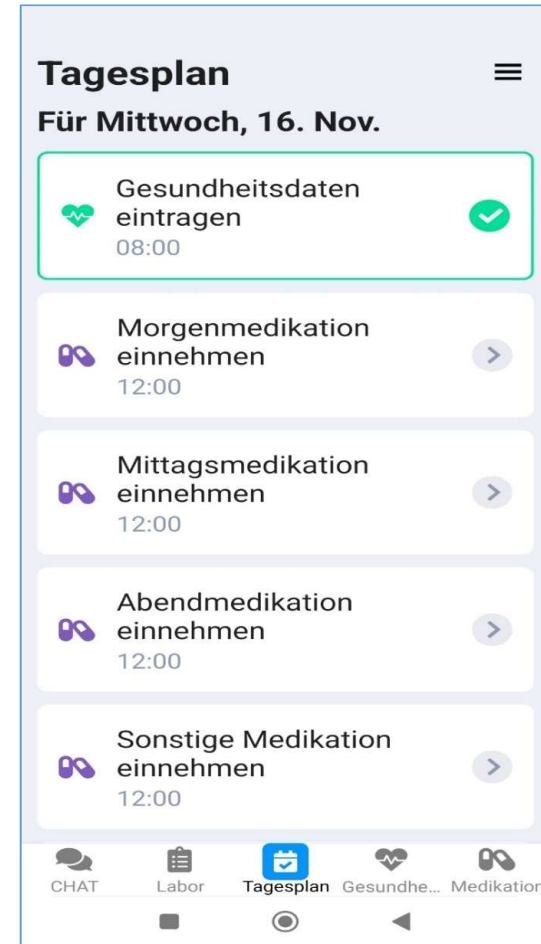 Tagesplan
Für Mittwoch, 16. Nov.
Gesundheitsdaten
eintragen
08:00
Morgenmedikation
einnehmen
12:00
Mittagsmedikation
einnehmen
12:00
Abendmedikation
einnehmen
12:00
Sonstige Medikation
einnehmen
12:00
CHAT Labor Tagesplan Gesundhe... Medikation